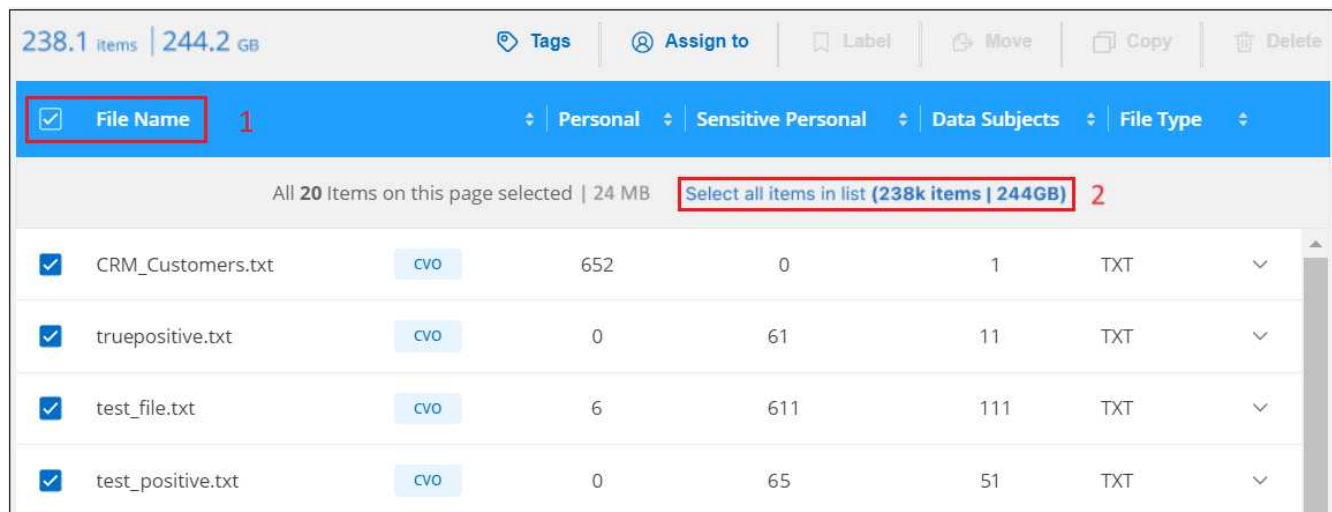 238.1 items | 244.2 GB Tags Assign to Label Move Copy Delete
File Name 1 Personal Sensitive Personal Data Subjects File Type
All 20 Items on this page selected | 24 MB Select all items in list (238k items | 244GB) 2
CRM_Customers.txt CVO 652 0 1 TXT
truepositive.txt CVO 0 61 11 TXT
test_file.txt CVO 6 611 111 TXT
test_positive.txt CVO 0 65 51 TXT